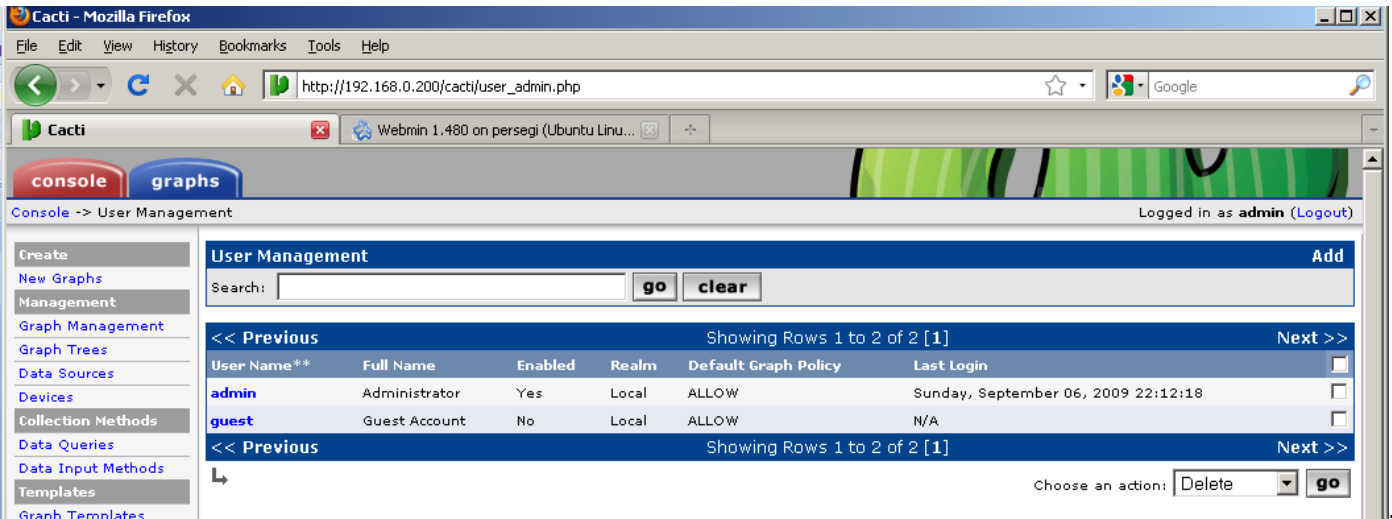 Cacti - Mozilla Firefox
File Edit View History Bookmarks Tools Help
http://192.168.0.200/cacti/user_admin.php
Google
Cacti
Webmin 1.480 on persegi (Ubuntu Linu...
console graphs
Console -> User Management
Logged in as admin (Logout)
Create
New Graphs
Management
Graph Management
Graph Trees
Data Sources
Devices
Collection Methods
Data Queries
Data Input Methods
Templates
Graph Templates
User Management Add
Search: go clear
<< Previous Showing Rows 1 to 2 of 2 [1] Next >>
User Name** Full Name Enabled Realm Default Graph Policy Last Login
admin Administrator Yes Local ALLOW Sunday, September 06, 2009 22:12:18
guest Guest Account No Local ALLOW N/A
<< Previous Showing Rows 1 to 2 of 2 [1] Next >>
Choose an action: Delete go